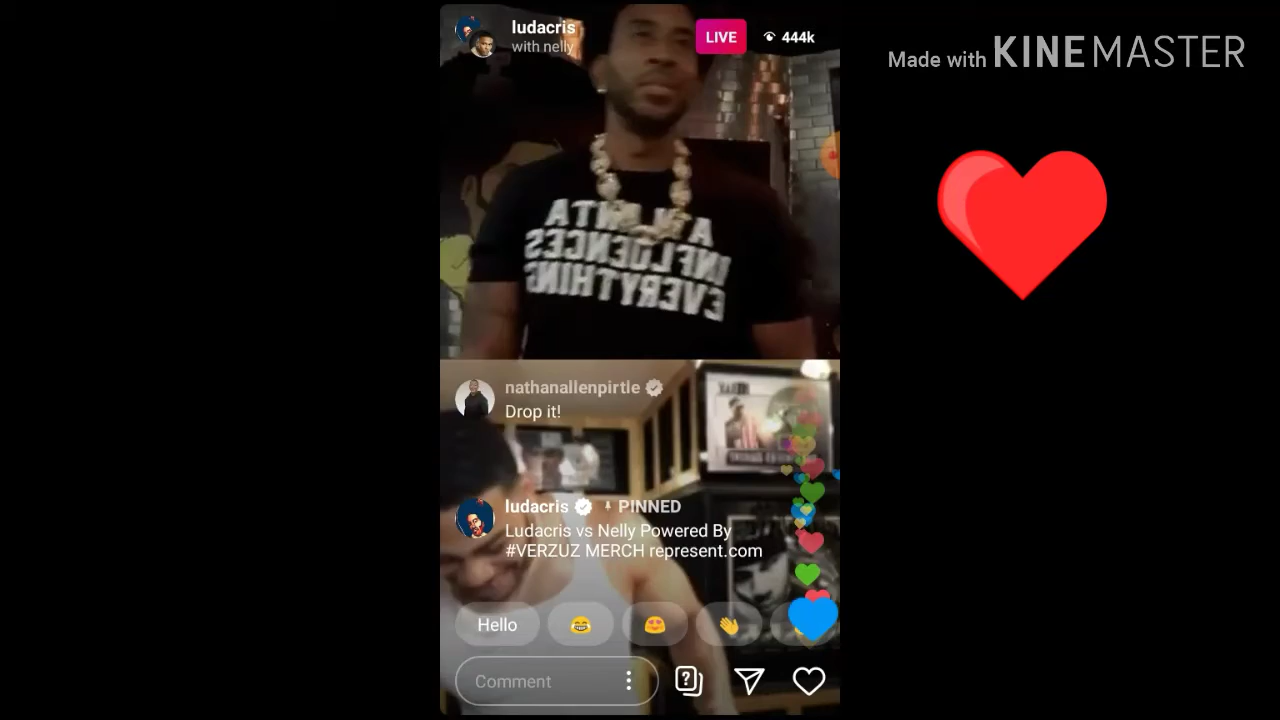 ludacris
with nelly
LIVE
444k
Made with KINEMASTER
ATLANTA
INFLUENCES
EVERYTHING
nathanallenpirtle
Drop it!
ludacris PINNED
Ludacris vs Nelly Powered By
#VERZUZ MERCH represent.com
Hello
Comment